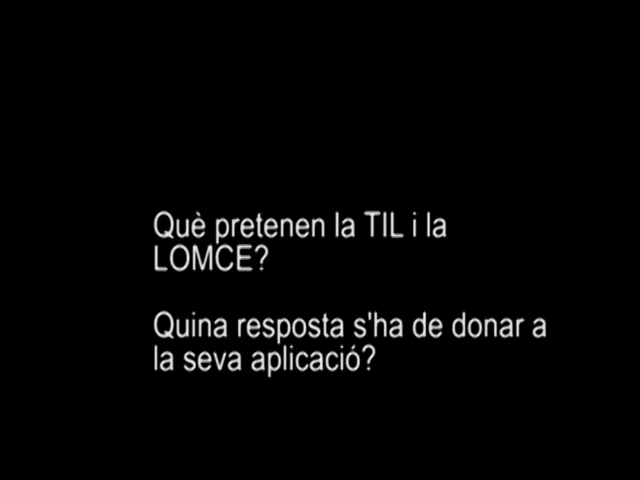 Què pretenen la TIL i la
LOMCE?
Quina resposta s'ha de donar a
la seva aplicació?